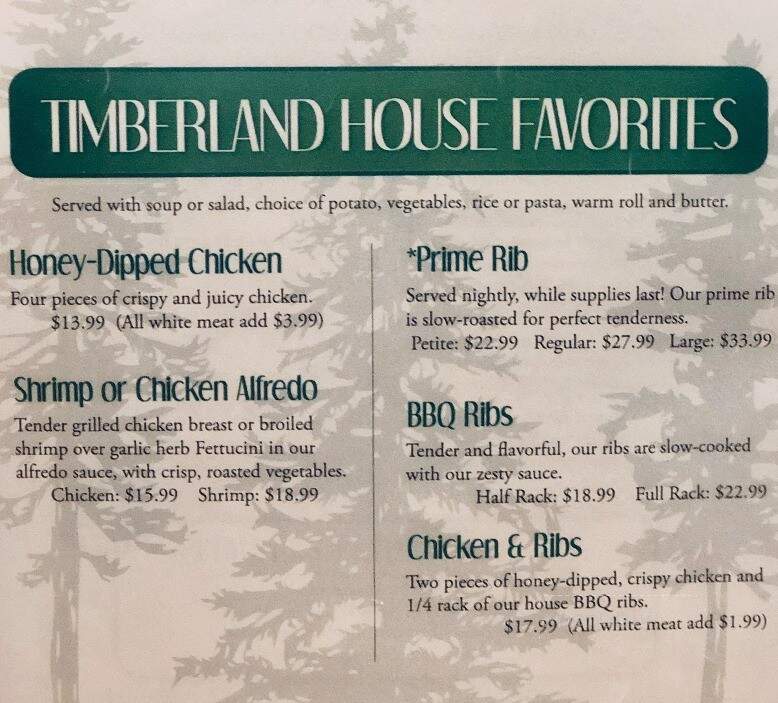 TIMBERLAND HOUSE FAVORITES
Served with soup or salad, choice of potato, vegetables, rice or pasta, warm roll and butter.
Honey-Dipped Chicken
Four pieces of crispy and juicy chicken.
$13.99 (All white meat add $3.99)
Shrimp or Chicken Alfredo
Tender grilled chicken breast or broiled
shrimp over garlic herb Fettucini in our
alfredo sauce, with crisp, roasted vegetables.
Chicken: $15.99 Shrimp: $18.99
*Prime Rib
Served nightly, while supplies last! Our prime rib
is slow-roasted for perfect tenderness.
Petite: $22.99 Regular: $27.99 Large: $33.99
BBQ Ribs
Tender and flavorful, our ribs are slow-cooked
with our zesty sauce.
Half Rack: $18.99 Full Rack: $22.99
Chicken & Ribs
Two pieces of honey-dipped, crispy chicken and
1/4 rack of our house BBQ ribs.
$17.99 (All white meat add $1.99)